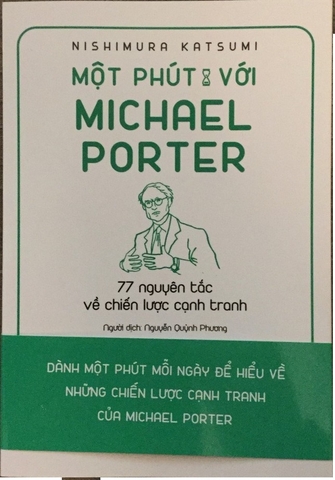 NISHIMURA KATSUMI
MỘT PHÚT VỚI
MICHAEL
PORTER
77 nguyên tắc
về chiến lược cạnh tranh
Người dịch: Nguyễn Quỳnh Phương
DÀNH MỘT PHÚT MỖI NGÀY ĐỂ HIỂU VỀ
NHỮNG CHIẾN LƯỢC CẠNH TRANH
CỦA MICHAEL PORTER